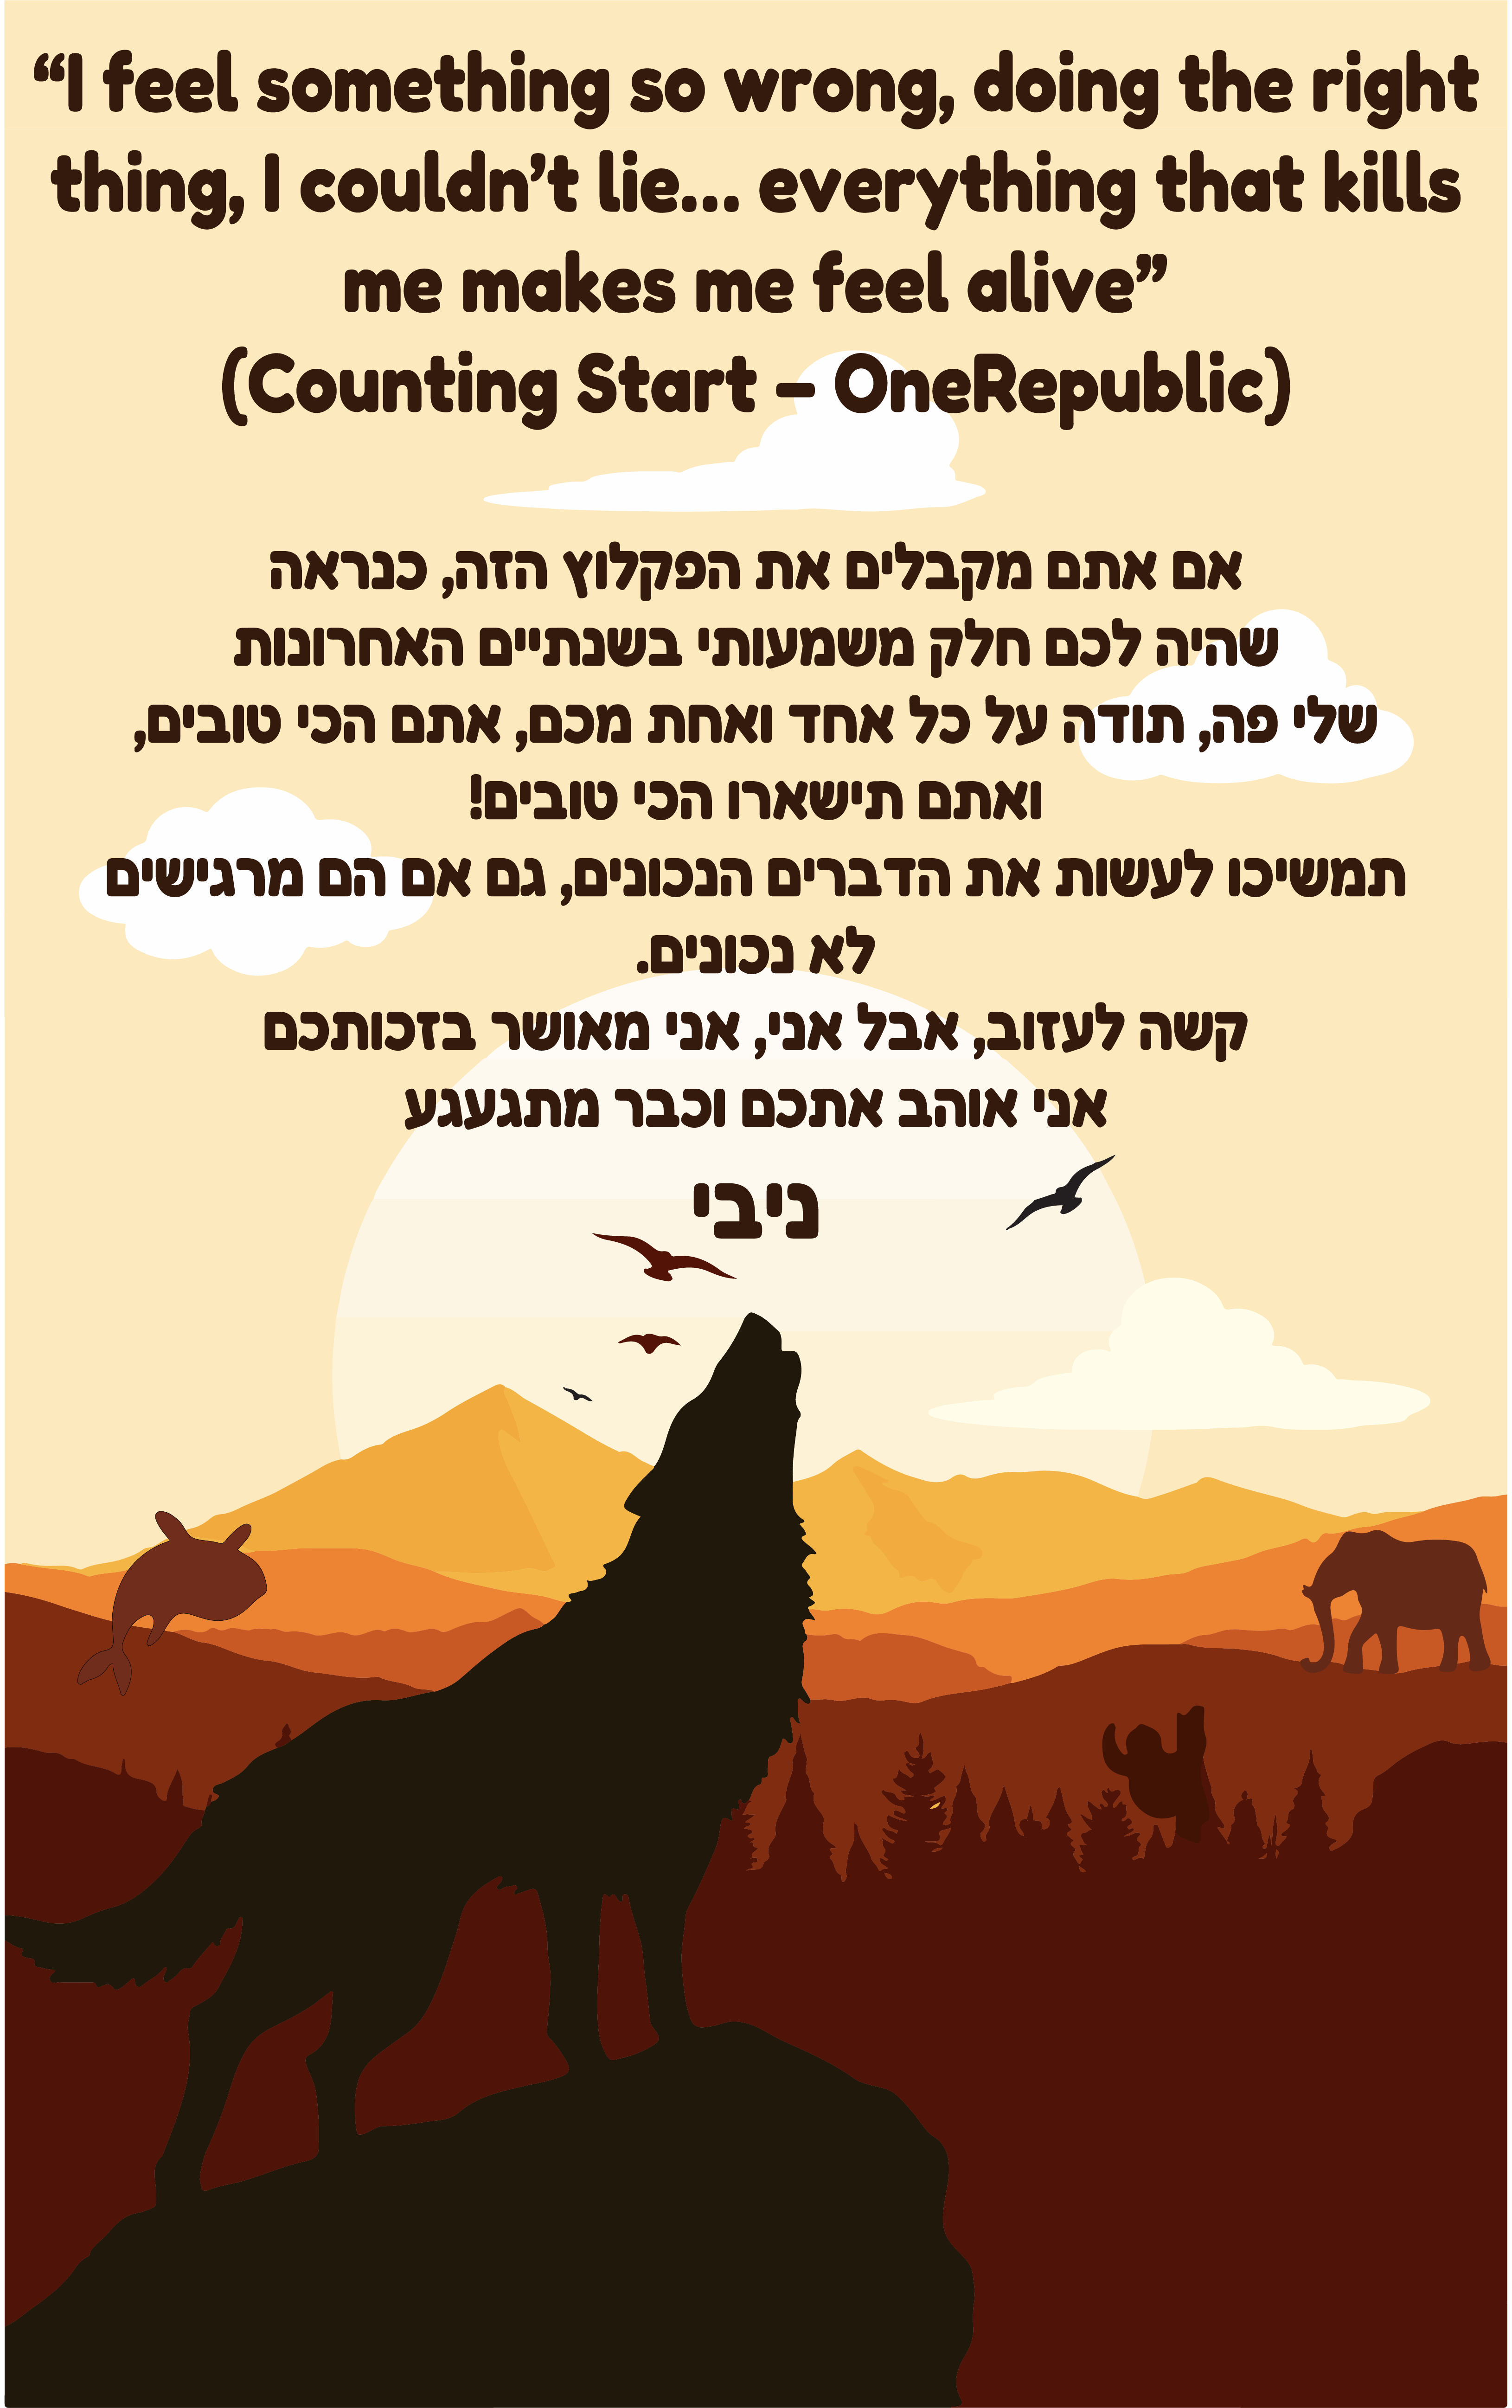 “I feel something so wrong, doing the right
thing, I couldn’t lie... everything that kills
me makes me feel alive”
(Counting Start – OneRepublic)
אם אתם מקבלים את הפקלוץ הזה, כנראה
שהיה לכם חלק משמעותי בשנתיים האחרונות
שלי פה, תודה על כל אחד ואחת מכם, אתם הכי טובים,
ואתם תישארו הכי טובים!
תמשיכו לעשות את הדברים הנכונים, גם אם הם מרגישים
לא נכונים.
קשה לעזוב, אבל אני, אני מאושר בזכותכם
אני אוהב אתכם וכבר מתגעגע
ניבי